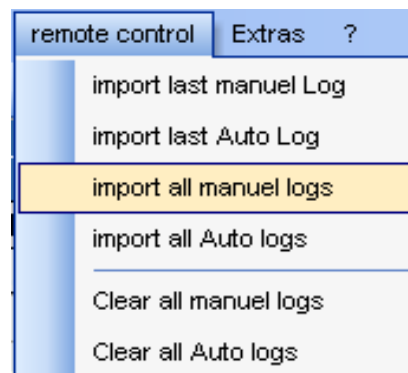 remote control Extras ?
import last manuel Log
import last Auto Log
import all manuel logs
import all Auto logs
Clear all manuel logs
Clear all Auto logs